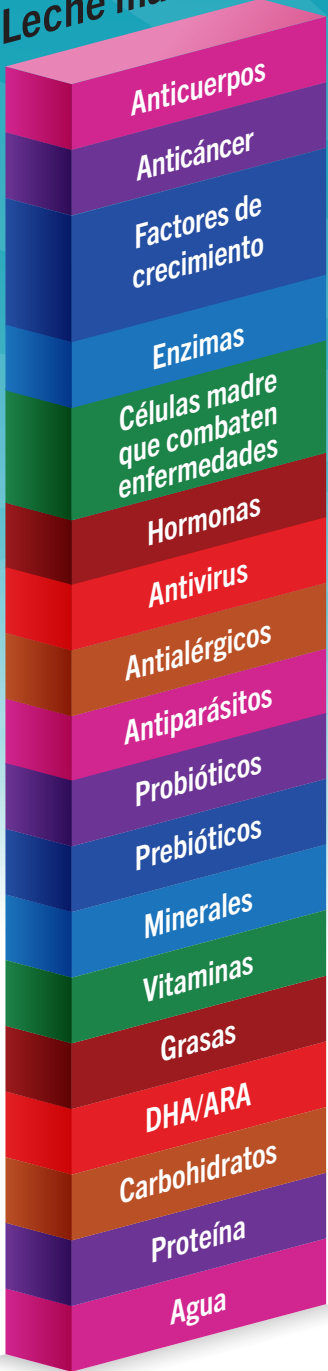 Leche
Anticuerpos
Anticáncer
Factores de
crecimiento
Enzimas
Células madre
que combaten
enfermedades
Hormonas
Antivirus
Antialérgicos
Antiparásitos
Probióticos
Prebióticos
Minerales
Vitaminas
Grasas
DHA/ARA
Carbohidratos
Proteína
Agua